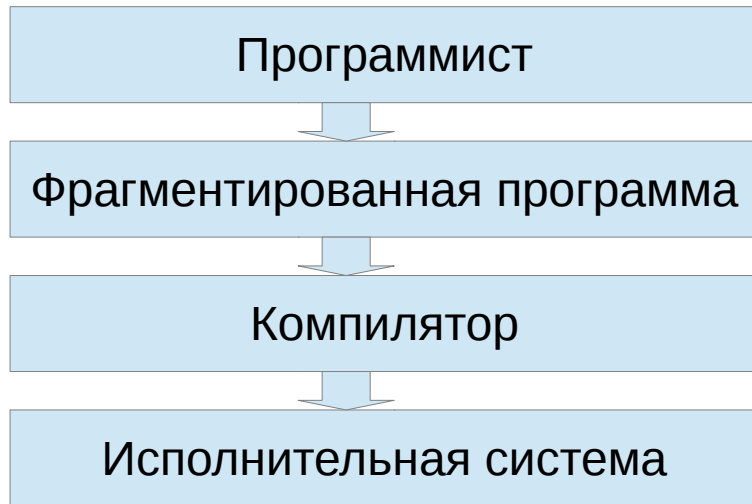 Программист
Фрагментированная программа
Компилятор
Исполнительная система